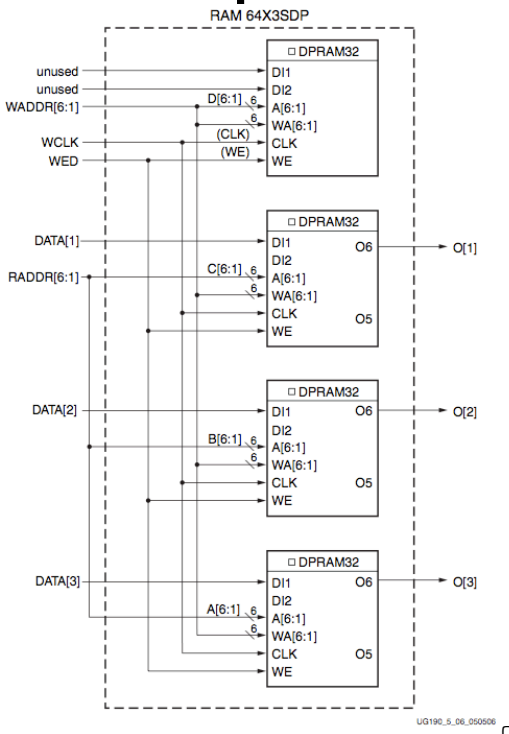 RAM 64X3SDP
DPRAM32
unused
DI1
unused
DI2
WADDR[6:1]
D[6:1]
6
A[6:1]
6
WA[6:1]
WCLK
(CLK)
CLK
WED
(WE)
WE
DPRAM32
DATA[1]
DI1
O6
O[1]
DI2
RADDR[6:1]
C[6:1]
6
A[6:1]
6
WA[6:1]
CLK
O5
WE
DPRAM32
DATA[2]
DI1
O6
O[2]
DI2
B[6:1]
6
A[6:1]
6
WA[6:1]
CLK
O5
WE
DPRAM32
DATA[3]
DI1
O6
O[3]
DI2
A[6:1]
6
A[6:1]
6
WA[6:1]
CLK
O5
WE
UG190_5_06_050506